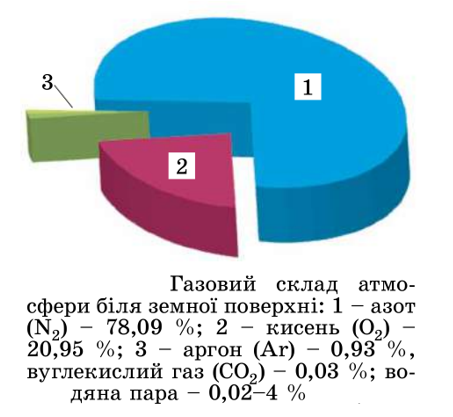 3
1
2
Газовий склад атмо-
сфери біля земної поверхні: 1 – азот
(N₂) – 78,09 %; 2 – кисень (O₂) –
20,95 %; 3 – аргон (Ar) – 0,93 %,
вуглекислий газ (CO₂) – 0,03 %; во-
дяна пара – 0,02–4 %